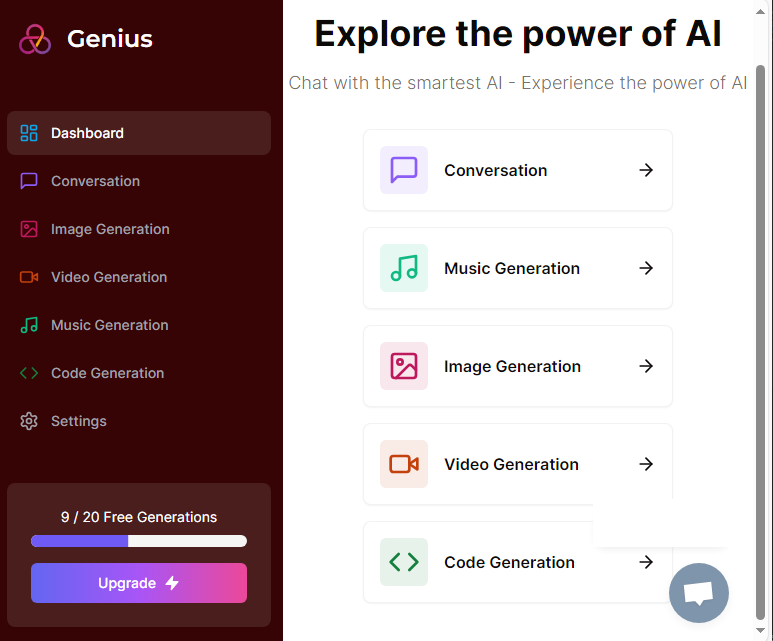 Genius
Dashboard
Conversation
Image Generation
Video Generation
Music Generation
Code Generation
Settings
9 / 20 Free Generations
Upgrade
Explore the power of AI
Chat with the smartest AI - Experience the power of AI
Conversation
Music Generation
Image Generation
Video Generation
Code Generation